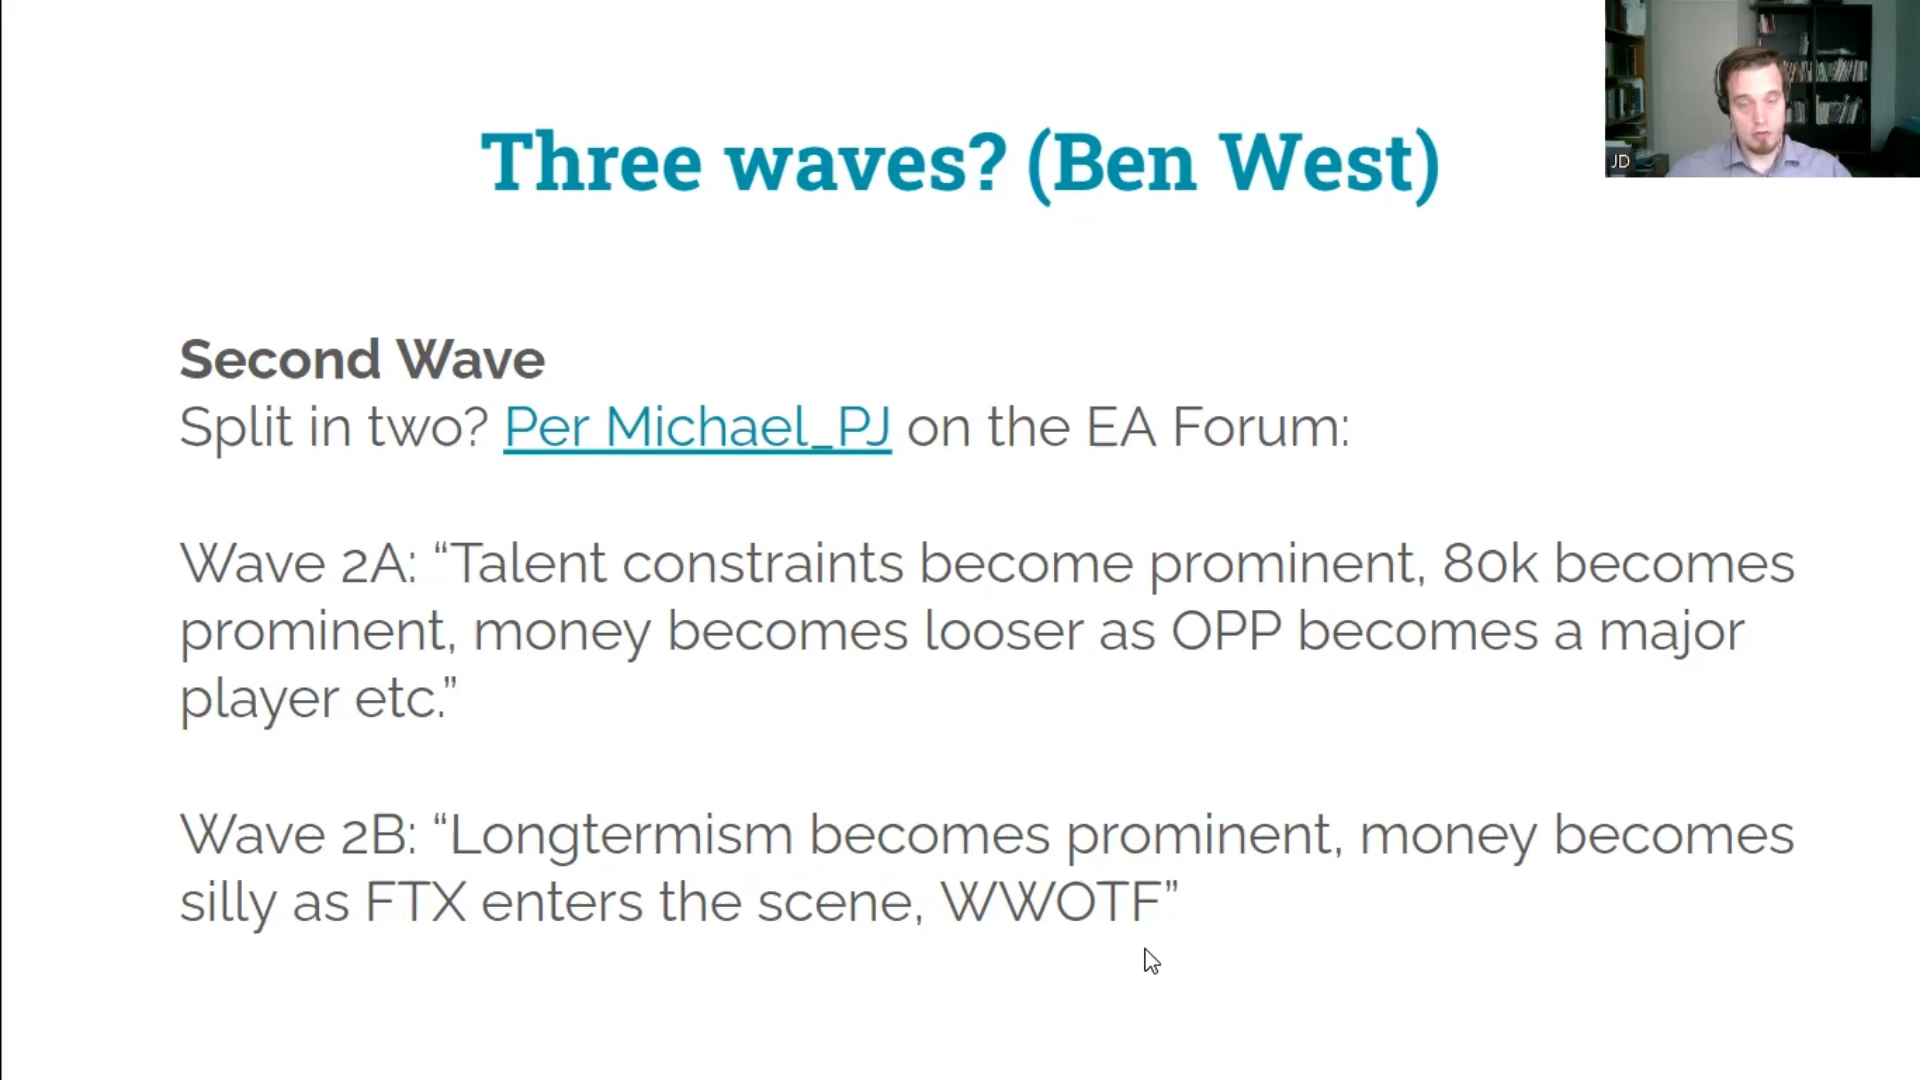 Three waves? (Ben West)
JD
Second Wave
Split in two? Per Michael_PJ on the EA Forum:
Wave 2A: “Talent constraints become prominent, 80k becomes
prominent, money becomes looser as OPP becomes a major
player etc.”
Wave 2B: “Longtermism becomes prominent, money becomes
silly as FTX enters the scene, WWOTF”